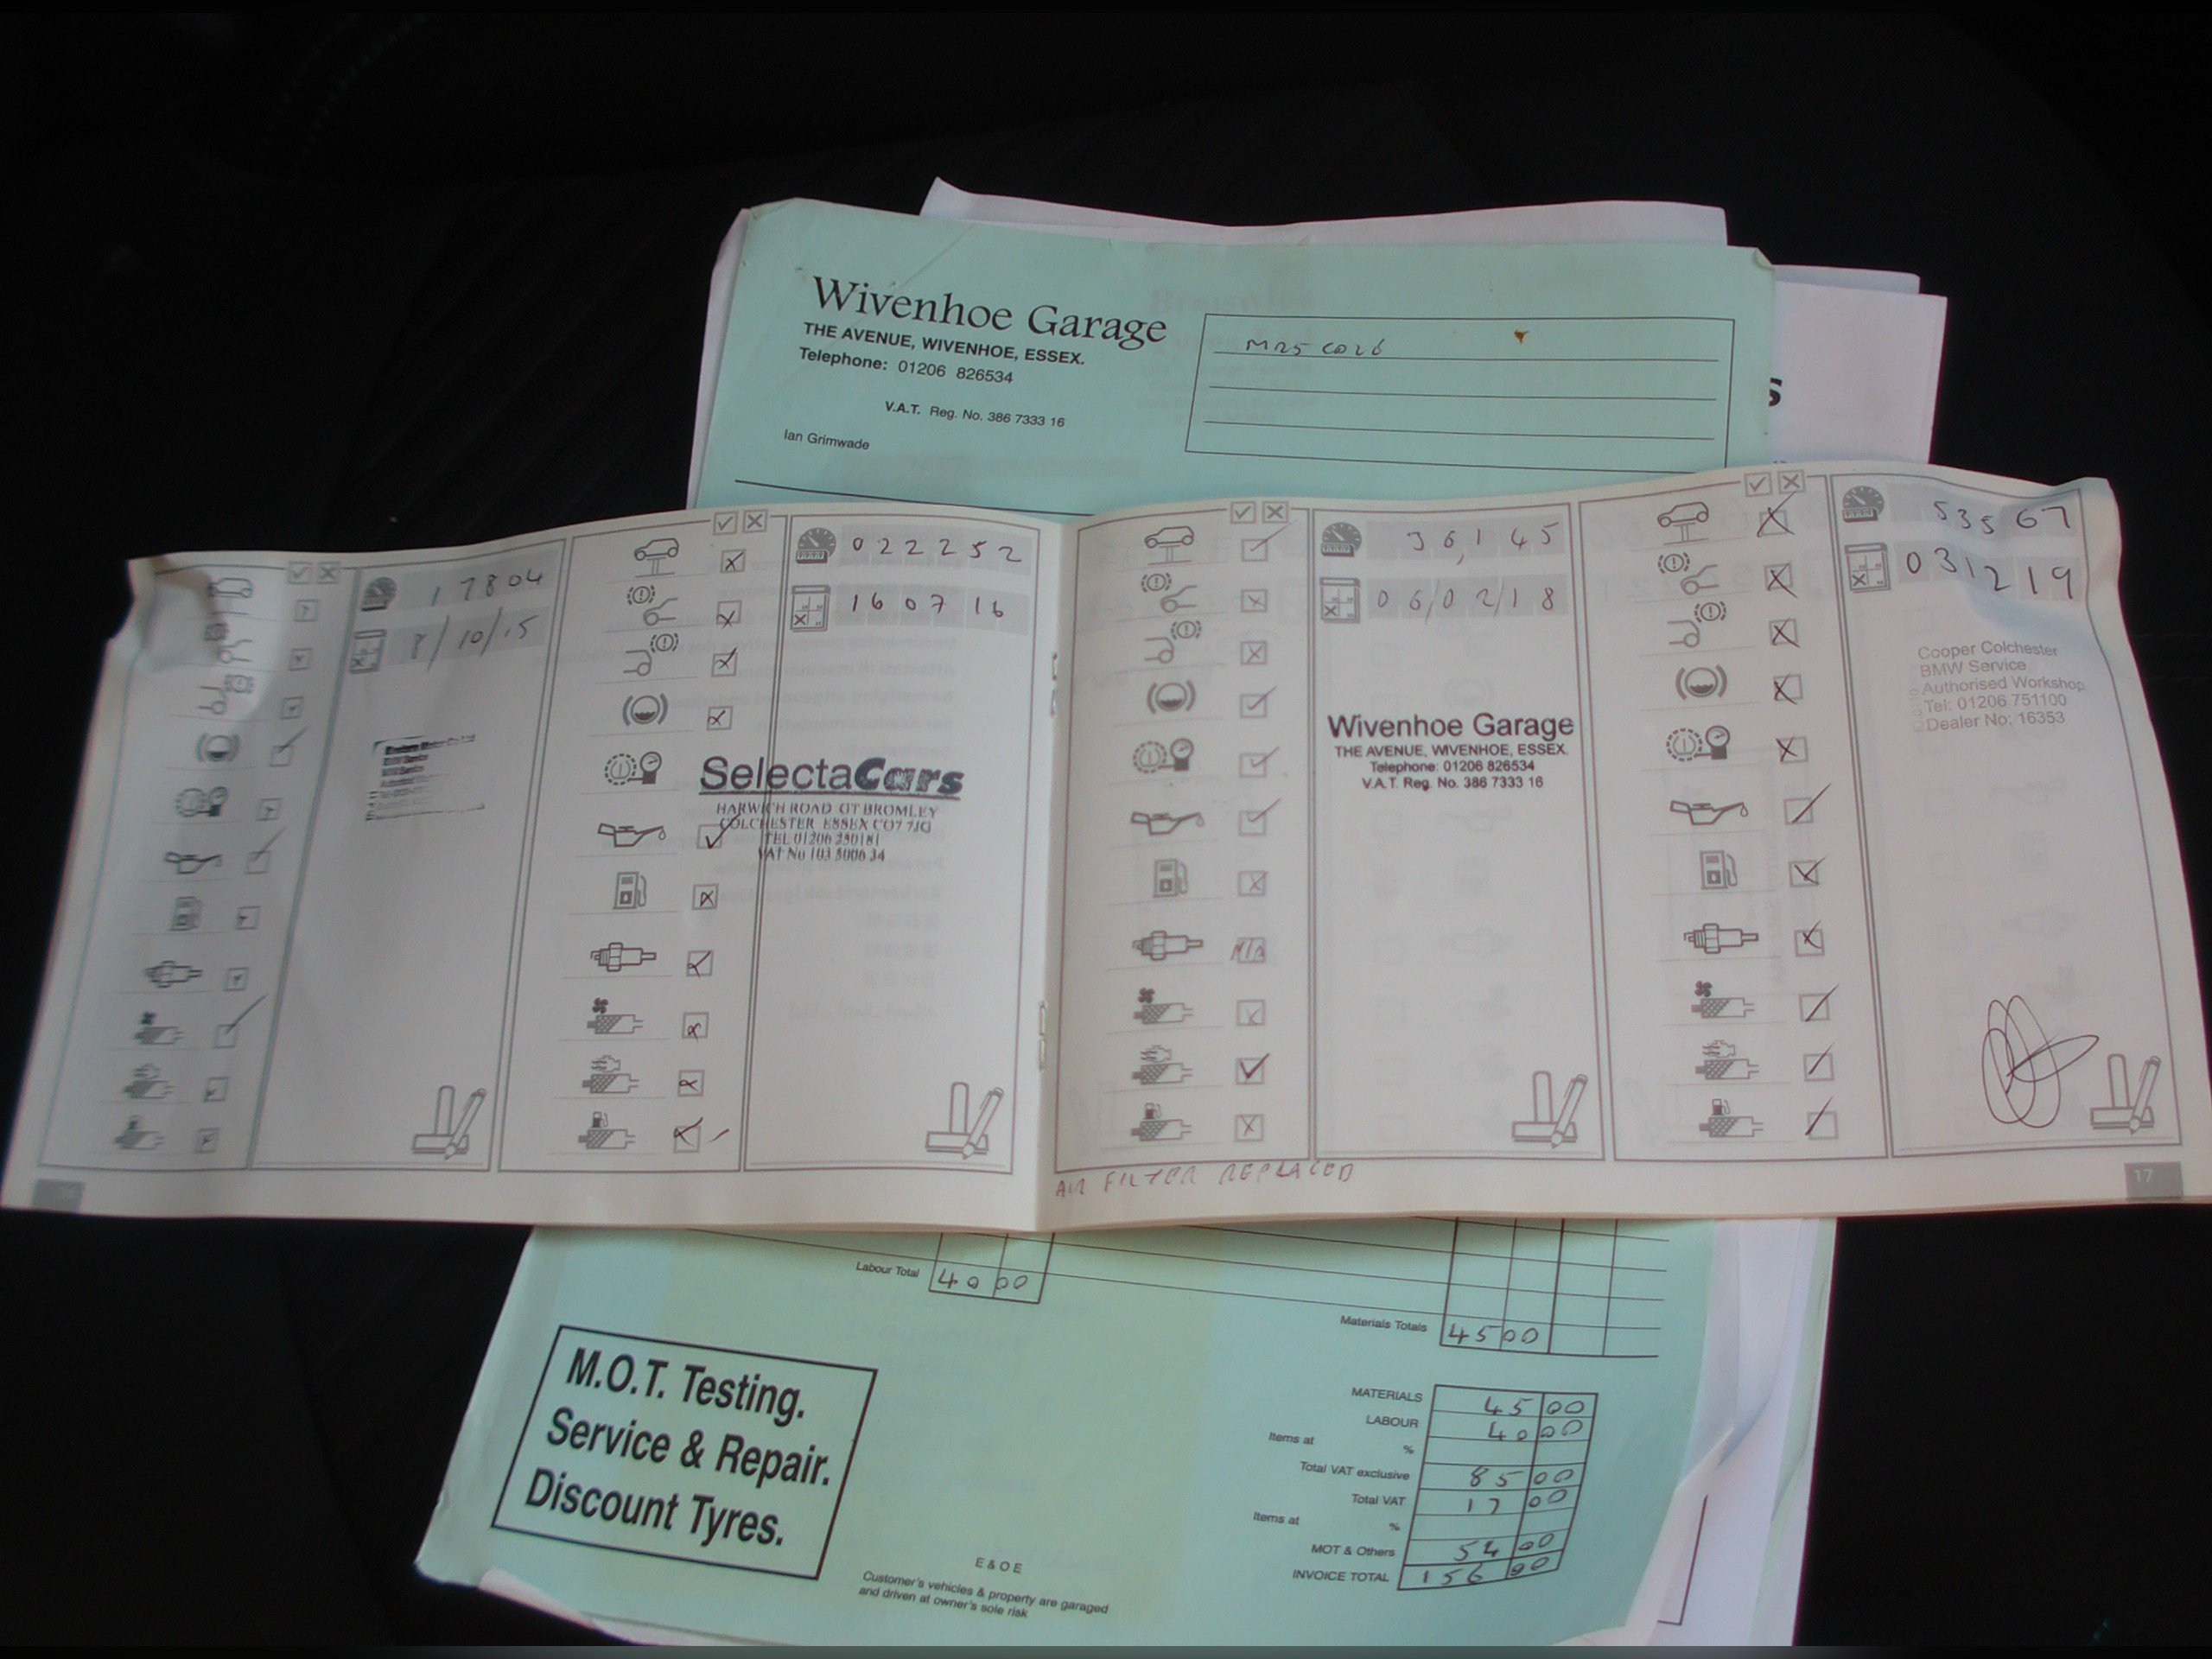 Wivenhoe Garage
THE AVENUE, WIVENHOE, ESSEX.
Telephone: 01206 826534
V.A.T. Reg. No. 386 7333 16
Ian Grimwade
s
17804
8/10/15
022252
160716
SelectaCars
HARWICH ROAD GT BROMLEY
COLCHESTER ESSEX CO7 7JG
TEL 01206 250181
VAT No 103 5006 34
36,145
06/02/18
Wivenhoe Garage
THE AVENUE, WIVENHOE, ESSEX.
Telephone: 01206 826534
V.A.T. Reg. No. 386 7333 16
N/A
AIR FILTER REPLACED
53567
031219
Cooper Colchester
BMW Service
Authorised Workshop
Tel: 01206 751100
Dealer No: 16353
17
Labour Total 40 00
Materials Totals 45 00
M.O.T. Testing.
Service & Repair.
Discount Tyres.
MATERIALS 45 00
LABOUR 40 00
Items at %
Total VAT exclusive 85 00
Total VAT 17 00
Items at %
MOT & Others 54 00
INVOICE TOTAL 156 00
E & O E
Customer's vehicles & property are garaged
and driven at owner's sole risk